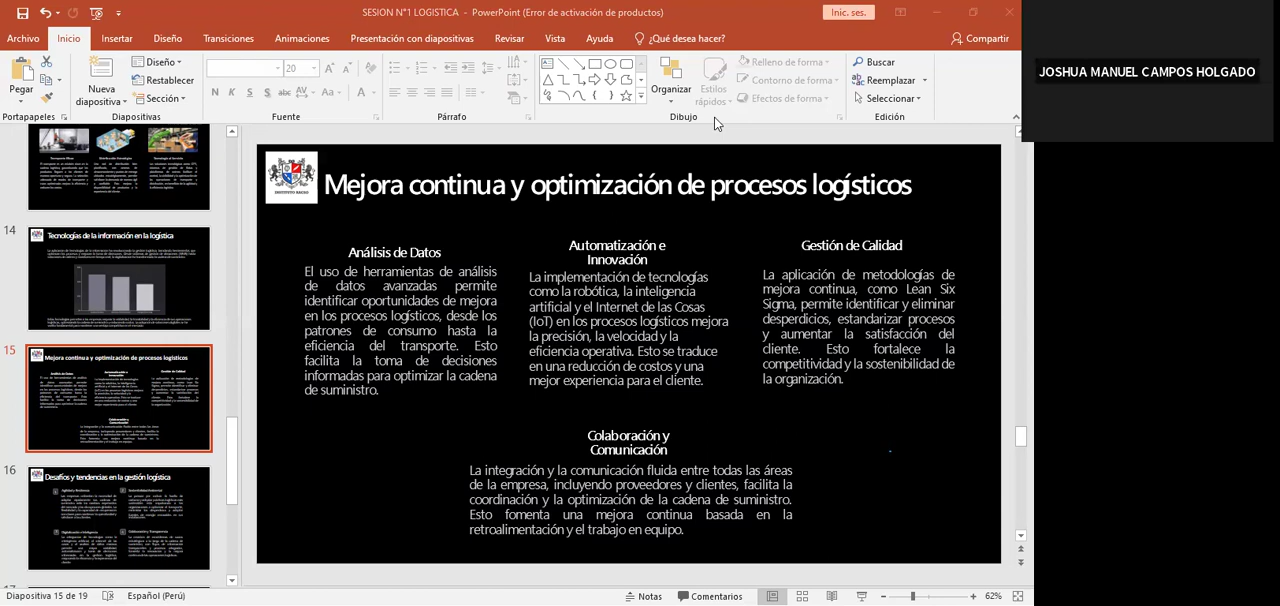 SESION N°1 LOGISTICA - PowerPoint (Error de activación de productos)
Inic. ses.
Archivo Inicio Insertar Diseño Transiciones Animaciones Presentación con diapositivas Revisar Vista Ayuda ¿Qué desea hacer? Compartir
JOSHUA MANUEL CAMPOS HOLGADO
Pegar
Nueva diapositiva
Diseño
Restablecer
Sección
20
N K S abc AV Aa A
Organizar
Estilos rápidos
Relleno de forma
Contorno de forma
Efectos de forma
Buscar
Reemplazar
Seleccionar
Portapapeles Diapositivas Fuente Párrafo Dibujo Edición
14
Tecnologías de la información en la logística
15
Mejora continua y optimización de procesos logísticos
16
Desafíos y tendencias en la gestión logística
17
Mejora continua y optimización de procesos logísticos
Análisis de Datos
El uso de herramientas de análisis
de datos avanzadas permite
identificar oportunidades de mejora
en los procesos logísticos, desde los
patrones de consumo hasta la
eficiencia del transporte. Esto
facilita la toma de decisiones
informadas para optimizar la cadena
de suministro.
Automatización e
Innovación
La implementación de tecnologías
como la robótica, la inteligencia
artificial y el Internet de las Cosas
(IoT) en los procesos logísticos mejora
la precisión, la velocidad y la
eficiencia operativa. Esto se traduce
en una reducción de costos y una
mejor experiencia para el cliente.
Gestión de Calidad
La aplicación de metodologías de
mejora continua, como Lean Six
Sigma, permite identificar y eliminar
desperdicios, estandarizar procesos
y aumentar la satisfacción del
cliente. Esto fortalece la
competitividad y la sostenibilidad de
la organización.
Colaboración y
Comunicación
La integración y la comunicación fluida entre todas las áreas
de la empresa, incluyendo proveedores y clientes, facilita la
coordinación y la optimización de la cadena de suministro.
Esto fomenta una mejora continua basada en la
retroalimentación y el trabajo en equipo.
Diapositiva 15 de 19 Español (Perú) Notas Comentarios 62%